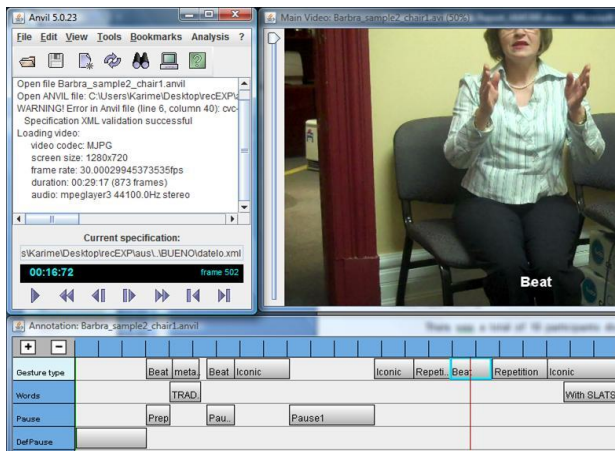 Anvil 5.0.23
File Edit View Tools Bookmarks Analysis ?
Open file Barbra_sample2_chair1.anvil
Open ANVIL file: C:\Users\Karime\Desktop\recEXP\a
WARNING! Error in Anvil file (line 6, column 40): cvc-
Specification XML validation successful
Loading video:
video codec: MJPG
screen size: 1280x720
frame rate: 30.00029945373535fps
duration: 00:29:17 (873 frames)
audio: mpeglayer3 44100.0Hz stereo
Current specification:
s\Karime\Desktop\recEXP\aus\..\BUENO\datelo.xml
00:16:72 frame 502
Main Video: Barbra_sample2_chair1.avi (50%)
Beat
Annotation: Barbra_sample2_chair1.anvil
Gesture type Beat meta.. Beat Iconic Iconic Repeti.. Beat Repetition Iconic
Words TRAD. With SLATS
Pause Prep Pau.. Pause1
DefPause